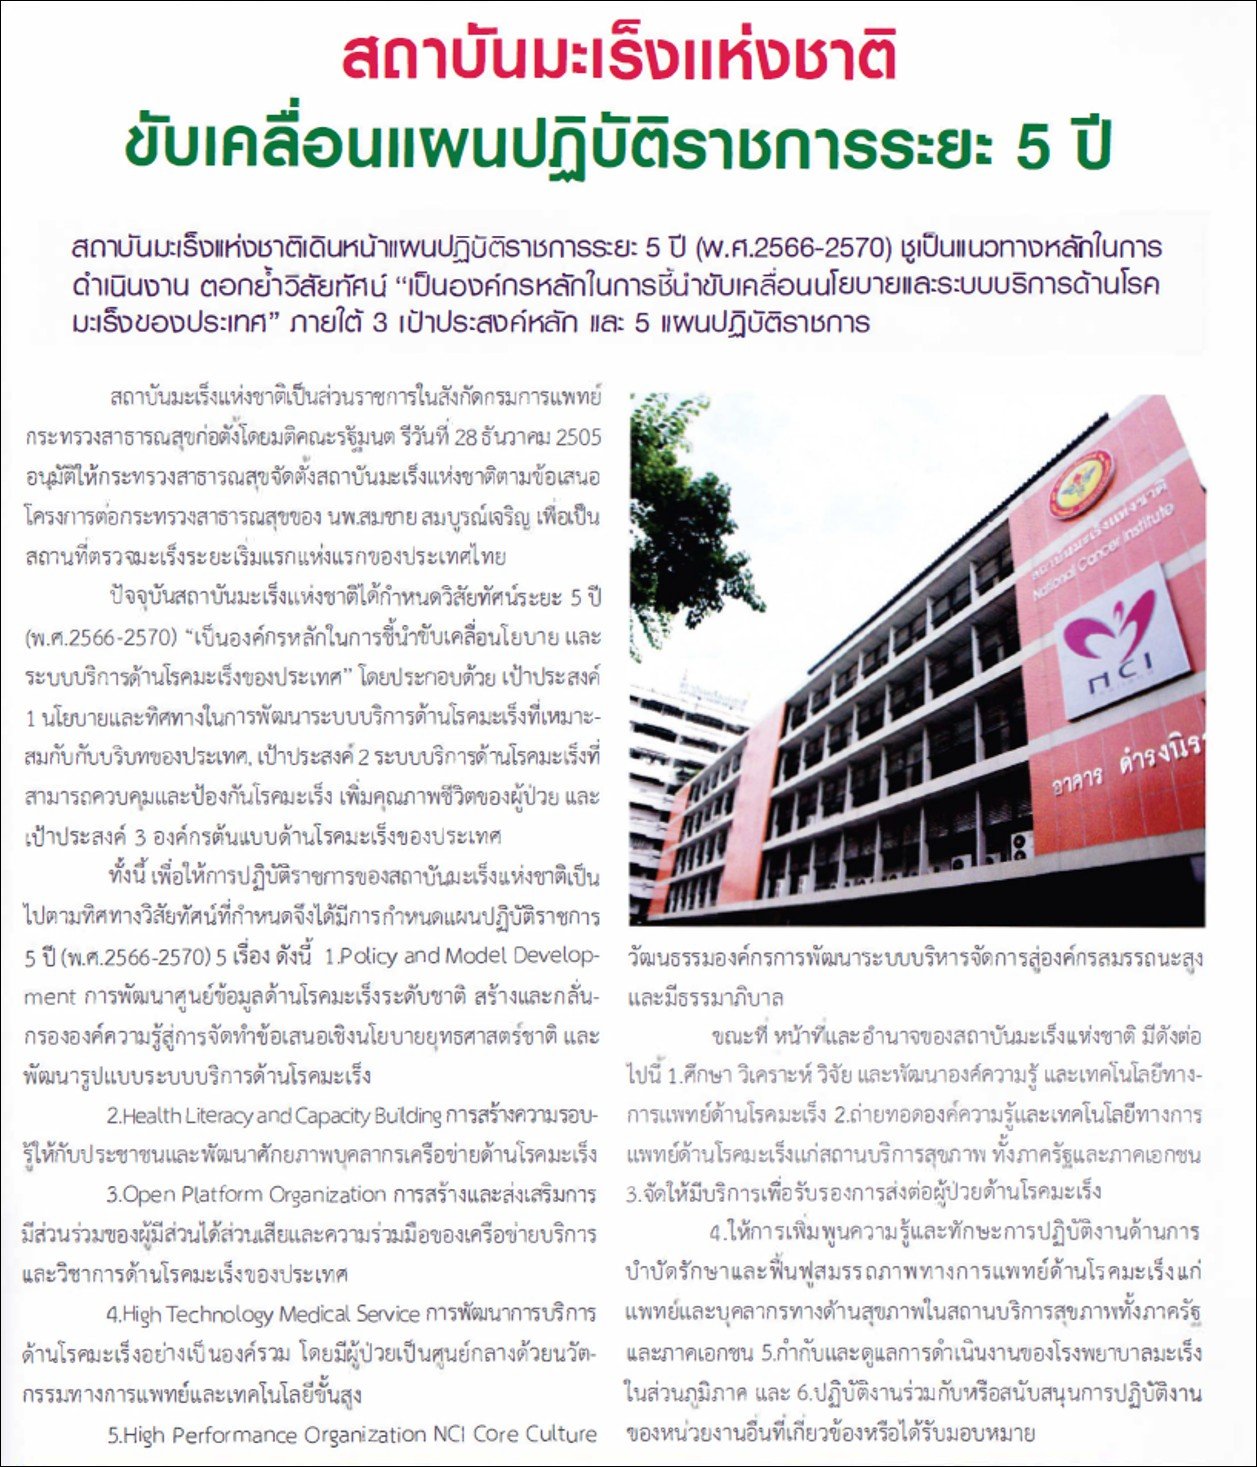 สถาบันมะเร็งแห่งชาติ
ขับเคลื่อนแผนปฏิบัติราชการระยะ 5 ปี
สถาบันมะเร็งแห่งชาติเดินหน้าแผนปฏิบัติราชการระยะ 5 ปี (พ.ศ.2566-2570) ชูเป็นแนวทางหลักในการ
ดำเนินงาน ตอกย้ำวิสัยทัศน์ “เป็นองค์กรหลักในการชี้นำขับเคลื่อนนโยบายและระบบบริการด้านโรค
มะเร็งของประเทศ” ภายใต้ 3 เป้าประสงค์หลัก และ 5 แผนปฏิบัติราชการ
สถาบันมะเร็งแห่งชาติเป็นส่วนราชการในสังกัดกรมการแพทย์
กระทรวงสาธารณสุขก่อตั้งโดยมติคณะรัฐมนต รีวันที่ 28 ธันวาคม 2505
อนุมัติให้กระทรวงสาธารณสุขจัดตั้งสถาบันมะเร็งแห่งชาติตามข้อเสนอ
โครงการต่อกระทรวงสาธารณสุขของ นพ.สมชาย สมบูรณ์เจริญ เพื่อเป็น
สถานที่ตรวจมะเร็งระยะเริ่มแรกแห่งแรกของประเทศไทย
ปัจจุบันสถาบันมะเร็งแห่งชาติได้กำหนดวิสัยทัศน์ระยะ 5 ปี
(พ.ศ.2566-2570) “เป็นองค์กรหลักในการชี้นำขับเคลื่อนโยบาย และ
ระบบบริการด้านโรคมะเร็งของประเทศ” โดยประกอบด้วย เป้าประสงค์
1 นโยบายและทิศทางในการพัฒนาระบบบริการด้านโรคมะเร็งที่เหมาะ-
สมกับกับบริบทของประเทศ, เป้าประสงค์ 2 ระบบบริการด้านโรคมะเร็งที่
สามารถควบคุมและป้องกันโรคมะเร็ง เพิ่มคุณภาพชีวิตของผู้ป่วย และ
เป้าประสงค์ 3 องค์กรต้นแบบด้านโรคมะเร็งของประเทศ
ทั้งนี้ เพื่อให้การปฏิบัติราชการของสถาบันมะเร็งแห่งชาติเป็น
ไปตามทิศทางวิสัยทัศน์ที่กำหนดจึงได้มีการกำหนดแผนปฏิบัติราชการ
5 ปี (พ.ศ.2566-2570) 5 เรื่อง ดังนี้ 1.Policy and Model Develop-
ment การพัฒนาศูนย์ข้อมูลด้านโรคมะเร็งระดับชาติ สร้างและกลั่น-
กรององค์ความรู้สู่การจัดทำข้อเสนอเชิงนโยบายยุทธศาสตร์ชาติ และ
พัฒนารูปแบบระบบบริการด้านโรคมะเร็ง
2.Health Literacy and Capacity Building การสร้างความรอบ-
รู้ให้กับประชาชนและพัฒนาศักยภาพบุคลากรเครือข่ายด้านโรคมะเร็ง
3.Open Platform Organization การสร้างและส่งเสริมการ
มีส่วนร่วมของผู้มีส่วนได้ส่วนเสียและความร่วมมือของเครือข่ายบริการ
และวิชาการด้านโรคมะเร็งของประเทศ
4.High Technology Medical Service การพัฒนาการบริการ
ด้านโรคมะเร็งอย่างเป็นองค์รวม โดยมีผู้ป่วยเป็นศูนย์กลางด้วยนวัต-
กรรมทางการแพทย์และเทคโนโลยีขั้นสูง
5.High Performance Organization NCI Core Culture
สถาบันมะเร็งแห่งชาติ
National Cancer Institute
NCI
อาคาร ดำรงนิรา
วัฒนธรรมองค์กรการพัฒนาระบบบริหารจัดการสู่องค์กรสมรรถนะสูง
และมีธรรมาภิบาล
ขณะที่ หน้าที่และอำนาจของสถาบันมะเร็งแห่งชาติ มีดังต่อ
ไปนี้ 1.ศึกษา วิเคราะห์ วิจัย และพัฒนาองค์ความรู้ และเทคโนโลยีทาง-
การแพทย์ด้านโรคมะเร็ง 2.ถ่ายทอดองค์ความรู้และเทคโนโลยีทางการ
แพทย์ด้านโรคมะเร็งแก่สถานบริการสุขภาพ ทั้งภาครัฐและภาคเอกชน
3.จัดให้มีบริการเพื่อรับรองการส่งต่อผู้ป่วยด้านโรคมะเร็ง
4.ให้การเพิ่มพูนความรู้และทักษะการปฏิบัติงานด้านการ
บำบัดรักษาและฟื้นฟูสมรรถภาพทางการแพทย์ด้านโรคมะเร็งแก่
แพทย์และบุคลากรทางด้านสุขภาพในสถานบริการสุขภาพทั้งภาครัฐ
และภาคเอกชน 5.กำกับและดูแลการดำเนินงานของโรงพยาบาลมะเร็ง
ในส่วนภูมิภาค และ 6.ปฏิบัติงานร่วมกับหรือสนับสนุนการปฏิบัติงาน
ของหน่วยงานอื่นที่เกี่ยวข้องหรือได้รับมอบหมาย